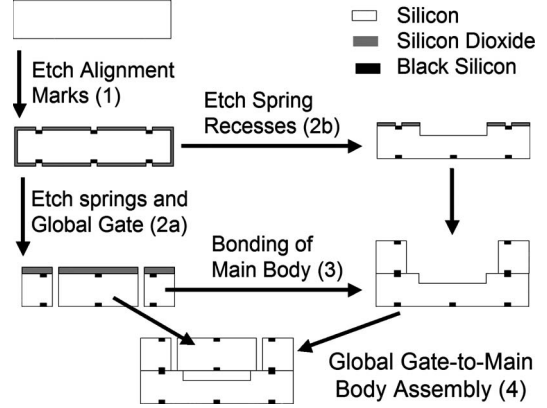 Silicon
Silicon Dioxide
Black Silicon
Etch Alignment
Marks (1)
Etch Spring
Recesses (2b)
Etch springs and
Global Gate (2a)
Bonding of
Main Body (3)
Global Gate-to-Main
Body Assembly (4)